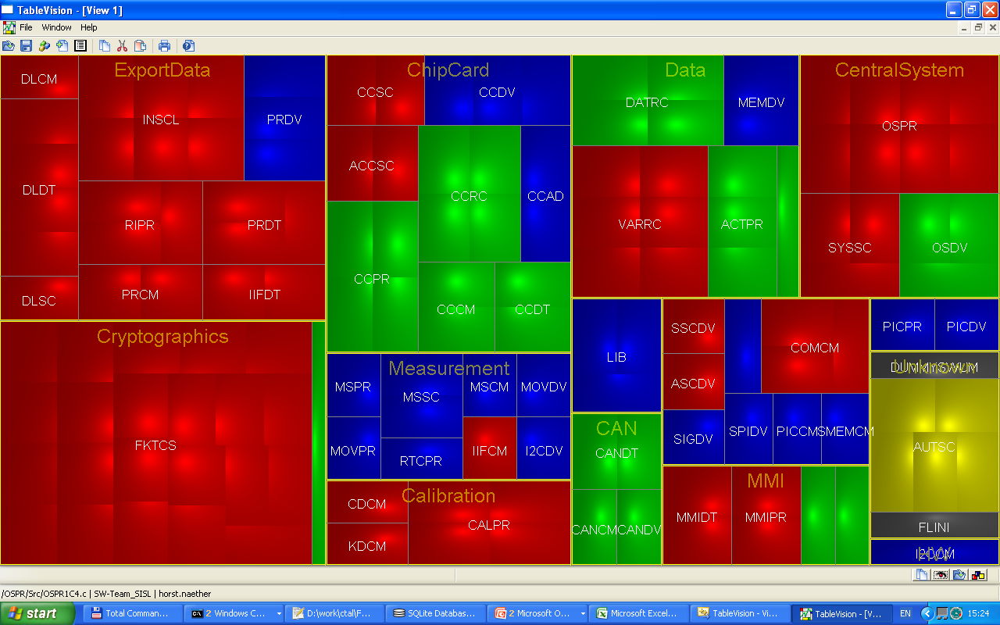 TableVision - [View 1]
File Window Help
ExportData
DLCM
INSCL
PRDV
DLDT
RIPR
PRDT
DLSC
PRCM
IIFDT
Cryptographics
FKTCS
ChipCard
CCSC
CCDV
ACCSC
CCRC
CCAD
CCPR
CCCM
CCDT
Measurement
MSPR
MSSC
MSCM
MOVDV
MOVPR
RTCPR
IIFCM
I2CDV
Calibration
CDCM
CALPR
KDCM
Data
DATRC
MEMDV
VARRC
ACTPR
CentralSystem
OSPR
SYSSC
OSDV
LIB
CAN
CANDT
CANCM
CANDV
SSCDV
COMCM
ASCDV
SIGDV
SPIDV
PICCM
SMEMCM
MMI
MMIDT
MMIPR
PICPR
PICDV
Unknown
AUTSC
FLINI
I2CCM
/OSPR/Src/OSPR1C4.c | SW-Team_SISL | horst.naether
start
Total Comman...
2 Windows C...
D:\work\ctal\F...
SQLite Databas...
2 Microsoft O...
Microsoft Excel...
TableVision - Vi...
TableVision - [V...
EN
15:24